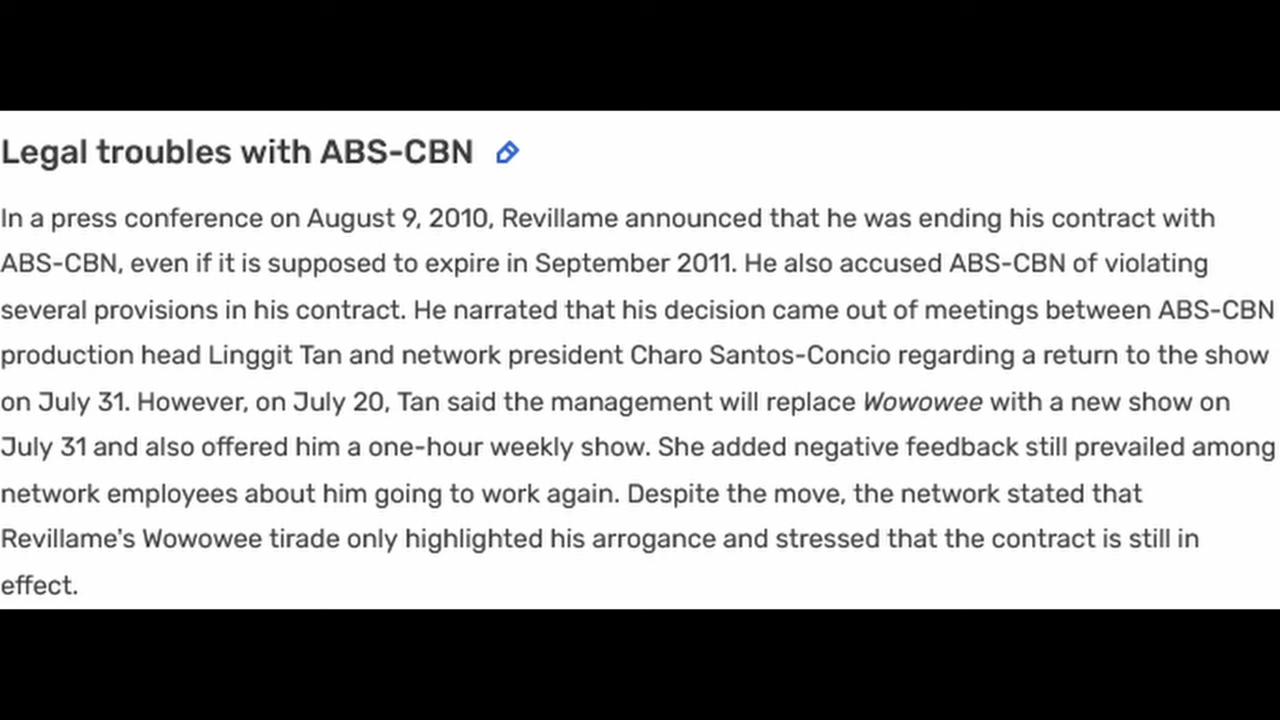 Legal troubles with ABS-CBN
In a press conference on August 9, 2010, Revillame announced that he was ending his contract with
ABS-CBN, even if it is supposed to expire in September 2011. He also accused ABS-CBN of violating
several provisions in his contract. He narrated that his decision came out of meetings between ABS-CBN
production head Linggit Tan and network president Charo Santos-Concio regarding a return to the show
on July 31. However, on July 20, Tan said the management will replace Wowowee with a new show on
July 31 and also offered him a one-hour weekly show. She added negative feedback still prevailed among
network employees about him going to work again. Despite the move, the network stated that
Revillame's Wowowee tirade only highlighted his arrogance and stressed that the contract is still in
effect.